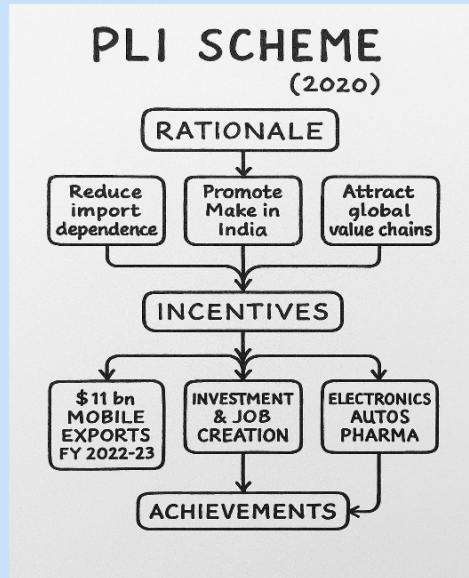 PLI SCHEME
(2020)
RATIONALE
Reduce
import
dependence
Promote
Make in
India
Attract
global
value chains
INCENTIVES
$11 bn
MOBILE
EXPORTS
FY 2022-23
INVESTMENT
& JOB
CREATION
ELECTRONICS
AUTOS
PHARMA
ACHIEVEMENTS